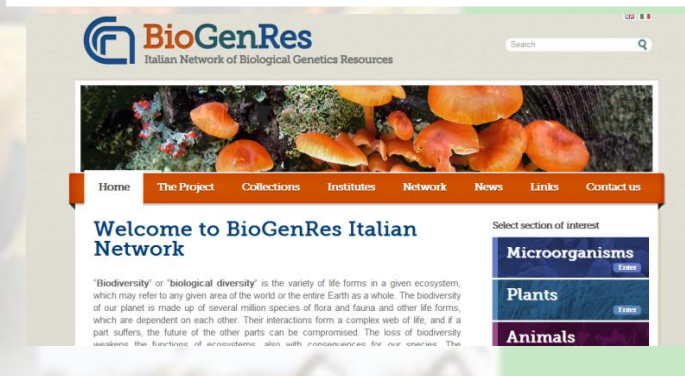 BioGenRes
Italian Network of Biological Genetics Resources
Search
Home The Project Collections Institutes Network News Links Contact us
Welcome to BioGenRes Italian
Network
"Biodiversity" or "biological diversity" is the variety of life forms in a given ecosystem,
which may refer to any given area of the world or the entire Earth as a whole. The biodiversity
of our planet is made up of several million species of flora and fauna and other life forms,
which are dependent on each other. Their interactions form a complex web of life, and if a
part suffers, the future of the other parts can be compromised. The loss of biodiversity
weakens the functions of ecosystems, also with consequences for our species. The
Select section of interest
Microorganisms
Enter
Plants
Enter
Animals